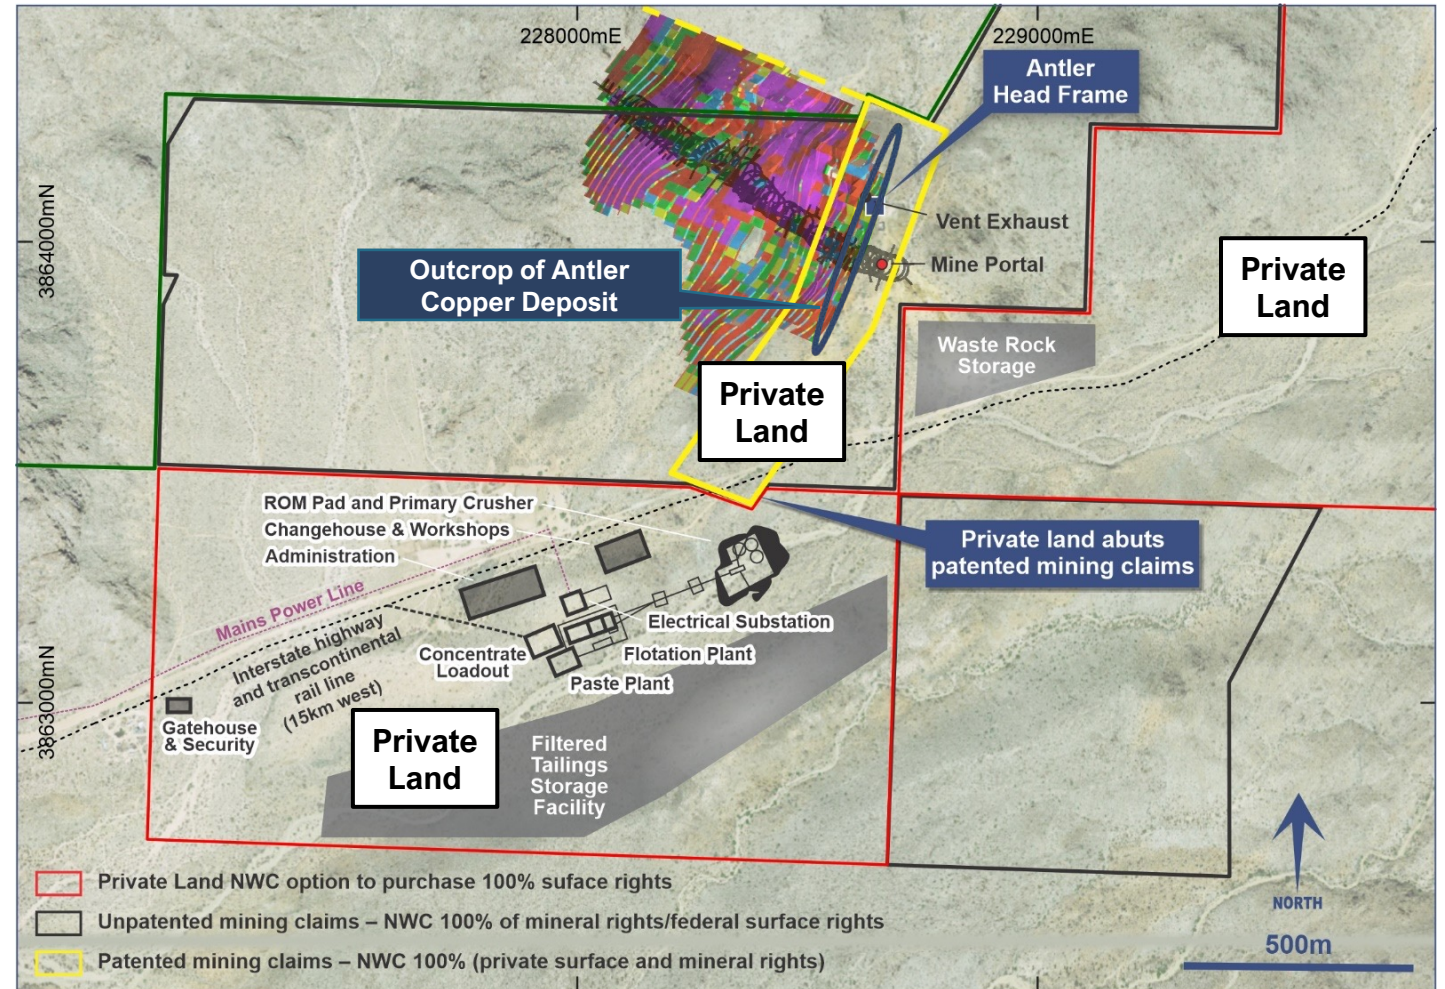 228000mE
229000mE
Antler
Head Frame
3864000mN
Vent Exhaust
Mine Portal
Outcrop of Antler
Copper Deposit
Private
Land
Waste Rock
Storage
Private
Land
ROM Pad and Primary Crusher
Changehouse & Workshops
Administration
Private land abuts
patented mining claims
Mains Power Line
Interstate highway
and transcontinental
rail line
(15km west)
Electrical Substation
Concentrate
Loadout
Flotation Plant
Paste Plant
3863000mN
Gatehouse
& Security
Private
Land
Filtered
Tailings
Storage
Facility
Private Land NWC option to purchase 100% suface rights
Unpatented mining claims – NWC 100% of mineral rights/federal surface rights
Patented mining claims – NWC 100% (private surface and mineral rights)
NORTH
500m